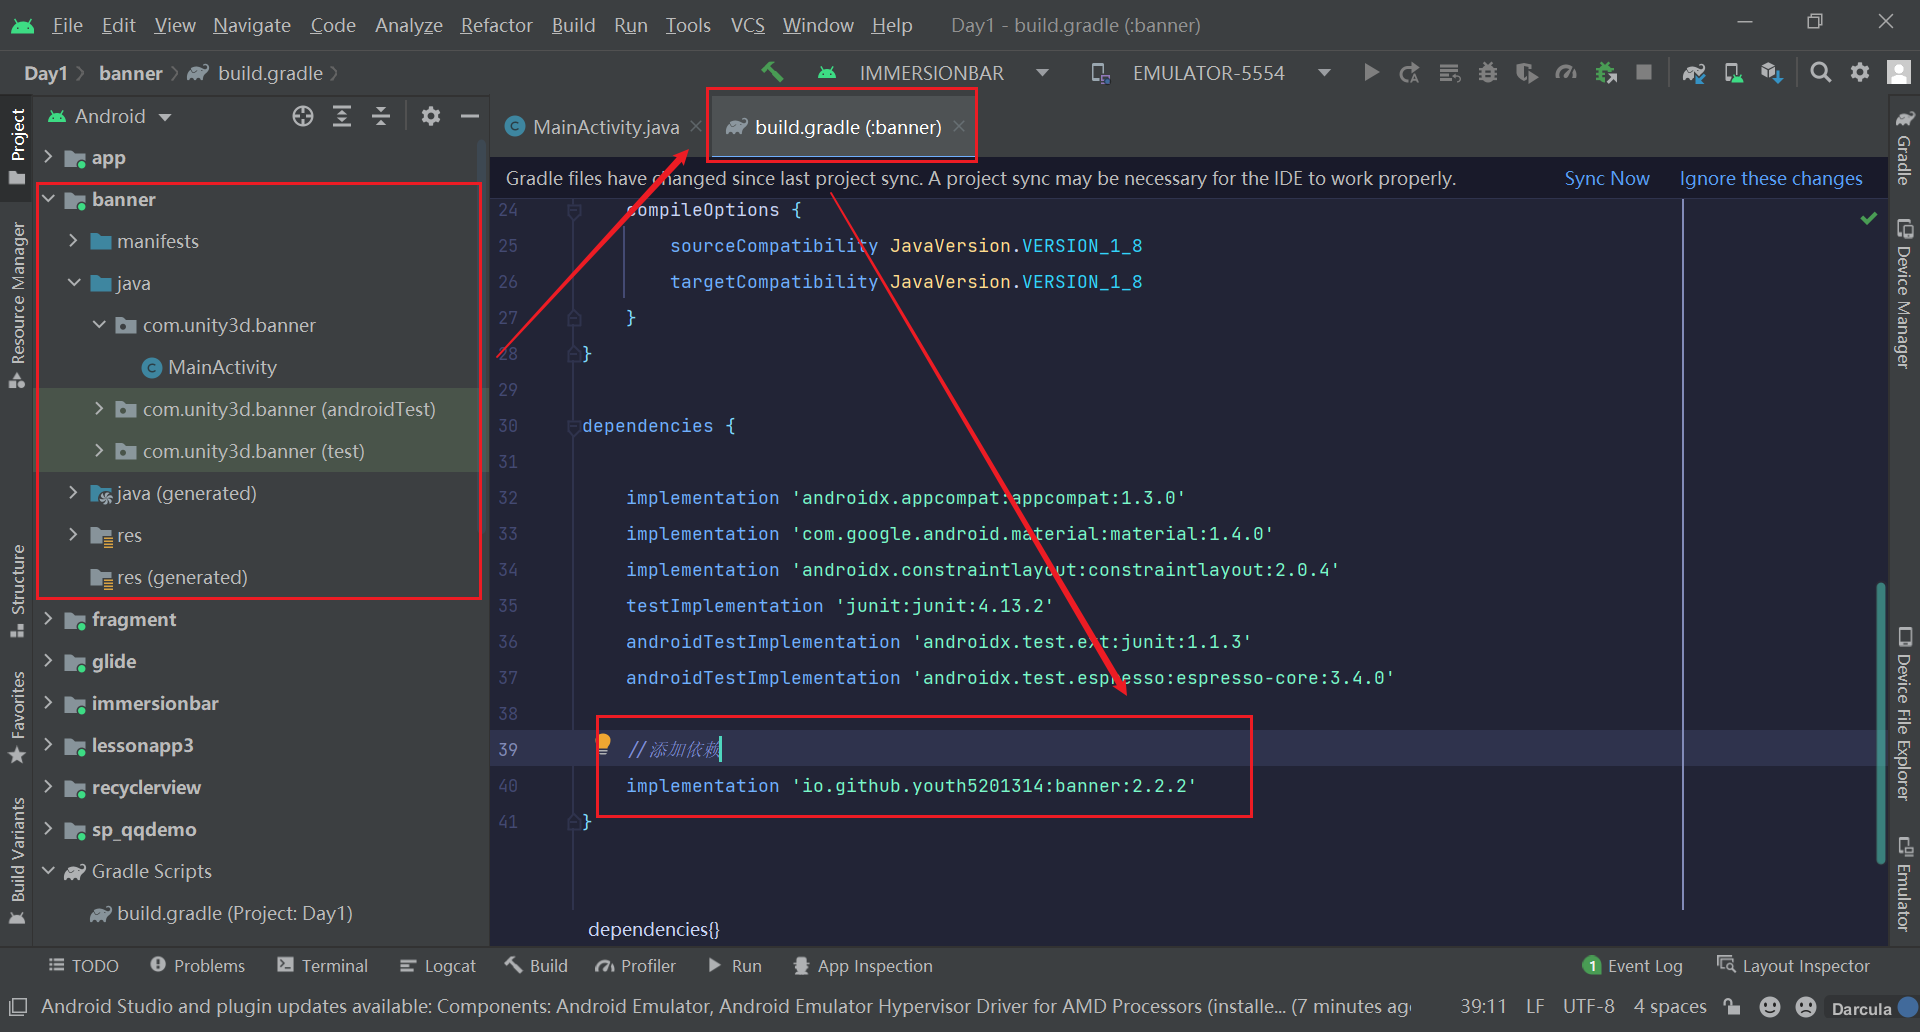 File Edit View Navigate Code Analyze Refactor Build Run Tools VCS Window Help Day1 - build.gradle (:banner)
Day1 banner build.gradle
IMMERSIONBAR EMULATOR-5554
Project
Resource Manager
Structure
Favorites
Build Variants
Android
app
banner
manifests
java
com.unity3d.banner
MainActivity
com.unity3d.banner (androidTest)
com.unity3d.banner (test)
java (generated)
res
res (generated)
fragment
glide
immersionbar
lessonapp3
recyclerview
sp_qqdemo
Gradle Scripts
build.gradle (Project: Day1)
MainActivity.java build.gradle (:banner)
Gradle files have changed since last project sync. A project sync may be necessary for the IDE to work properly. Sync Now Ignore these changes
24 compileOptions {
25 sourceCompatibility JavaVersion.VERSION_1_8
26 targetCompatibility JavaVersion.VERSION_1_8
27 }
28 }
29
30 dependencies {
31
32 implementation 'androidx.appcompat:appcompat:1.3.0'
33 implementation 'com.google.android.material:material:1.4.0'
34 implementation 'androidx.constraintlayout:constraintlayout:2.0.4'
35 testImplementation 'junit:junit:4.13.2'
36 androidTestImplementation 'androidx.test.ext:junit:1.1.3'
37 androidTestImplementation 'androidx.test.espresso:espresso-core:3.4.0'
38
39 //添加依赖
40 implementation 'io.github.youth5201314:banner:2.2.2'
41 }
dependencies{}
Gradle
Device Manager
Device File Explorer
Emulator
TODO Problems Terminal Logcat Build Profiler Run App Inspection 1 Event Log Layout Inspector
Android Studio and plugin updates available: Components: Android Emulator, Android Emulator Hypervisor Driver for AMD Processors (installe... (7 minutes ag 39:11 LF UTF-8 4 spaces Darcula